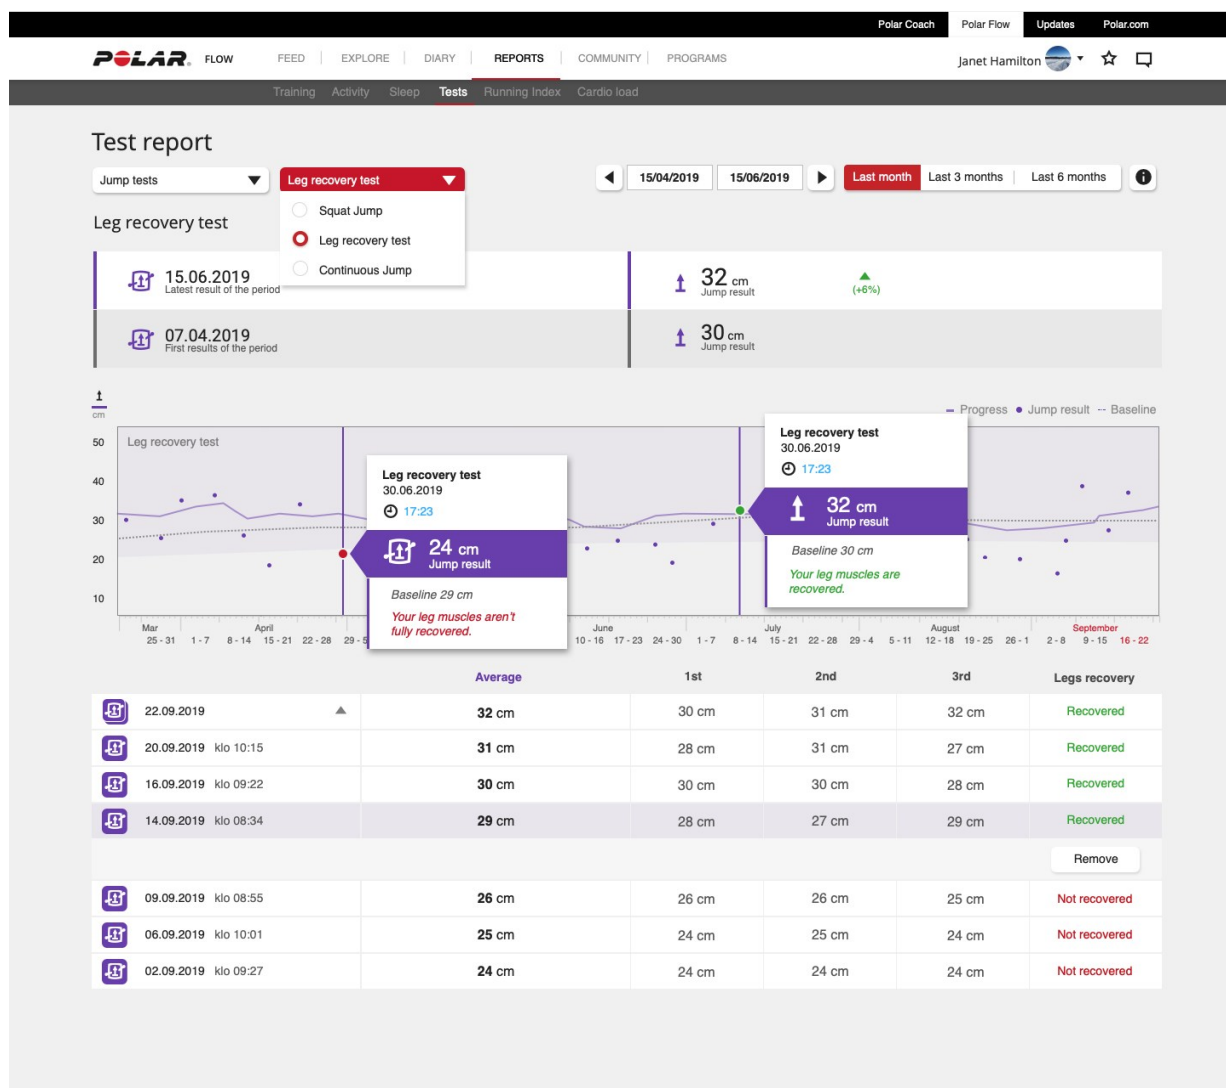 Polar Coach Polar Flow Updates Polar.com
POLAR. FLOW FEED EXPLORE DIARY REPORTS COMMUNITY PROGRAMS Janet Hamilton
Training Activity Sleep Tests Running Index Cardio load
Test report
Jump tests Leg recovery test 15/04/2019 15/06/2019 Last month Last 3 months Last 6 months
Squat Jump
Leg recovery test
Leg recovery test
Continuous Jump
15.06.2019 32 cm
Latest result of the period Jump result (+6%)
07.04.2019 30 cm
First results of the period Jump result
cm
Progress Jump result Baseline
50 Leg recovery test
40
30
20
10
Leg recovery test
30.06.2019
17:23
24 cm
Jump result
Baseline 29 cm
Your leg muscles aren't
fully recovered.
Leg recovery test
30.06.2019
17:23
32 cm
Jump result
Baseline 30 cm
Your leg muscles are
recovered.
Mar April June July August September
25 - 31 1 - 7 8 - 14 15 - 21 22 - 28 29 - 5 10 - 16 17 - 23 24 - 30 1 - 7 8 - 14 15 - 21 22 - 28 29 - 4 5 - 11 12 - 18 19 - 25 26 - 1 2 - 8 9 - 15 16 - 22
Average 1st 2nd 3rd Legs recovery
22.09.2019 32 cm 30 cm 31 cm 32 cm Recovered
20.09.2019 klo 10:15 31 cm 28 cm 31 cm 27 cm Recovered
16.09.2019 klo 09:22 30 cm 30 cm 30 cm 28 cm Recovered
14.09.2019 klo 08:34 29 cm 28 cm 27 cm 29 cm Recovered
Remove
09.09.2019 klo 08:55 26 cm 26 cm 26 cm 25 cm Not recovered
06.09.2019 klo 10:01 25 cm 24 cm 25 cm 24 cm Not recovered
02.09.2019 klo 09:27 24 cm 24 cm 24 cm 24 cm Not recovered